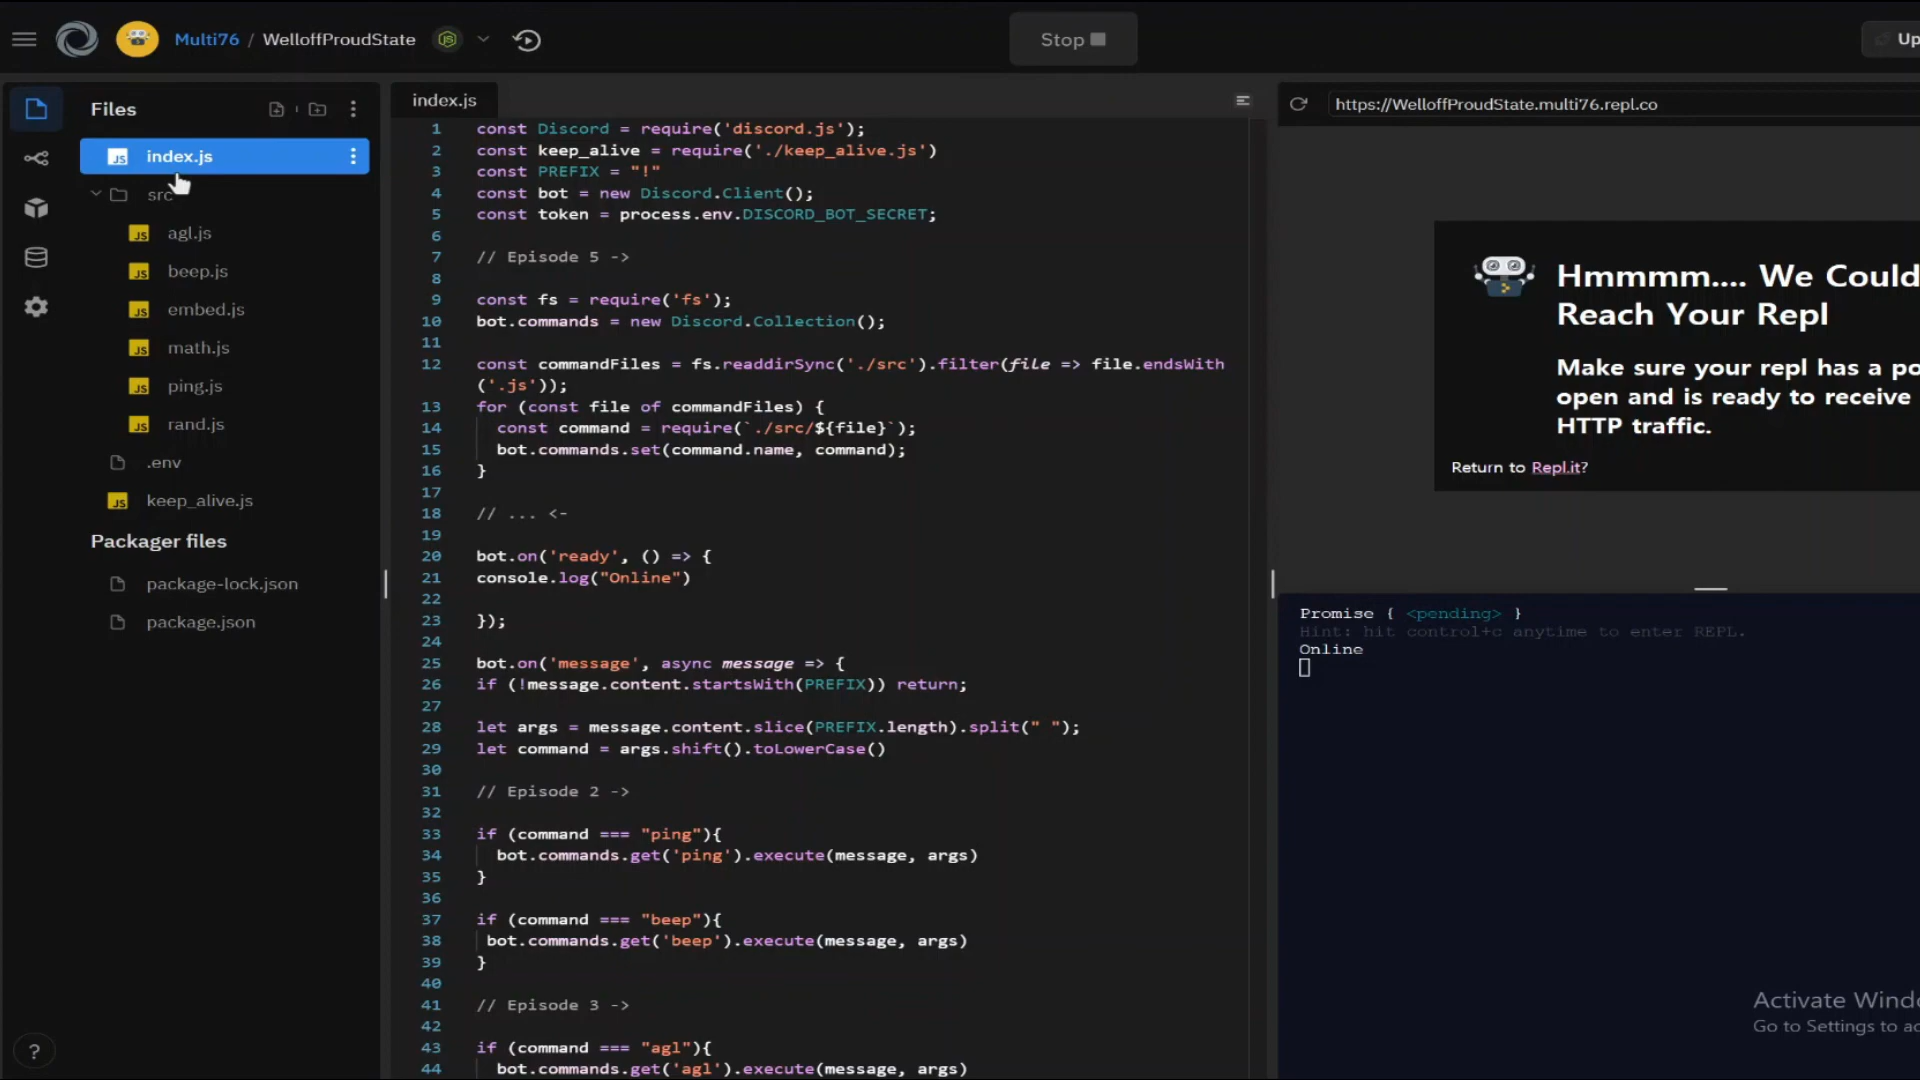 Multi76 / WelloffProudState
Stop
Up
Files
index.js
src
agl.js
beep.js
embed.js
math.js
ping.js
rand.js
.env
keep_alive.js
Packager files
package-lock.json
package.json
?
index.js
1 const Discord = require('discord.js');
2 const keep_alive = require('./keep_alive.js')
3 const PREFIX = "!"
4 const bot = new Discord.Client();
5 const token = process.env.DISCORD_BOT_SECRET;
6
7 // Episode 5 ->
8
9 const fs = require('fs');
10 bot.commands = new Discord.Collection();
11
12 const commandFiles = fs.readdirSync('./src').filter(file => file.endsWith
('.js'));
13 for (const file of commandFiles) {
14 const command = require(`./src/${file}`);
15 bot.commands.set(command.name, command);
16 }
17
18 // ... <-
19
20 bot.on('ready', () => {
21 console.log("Online")
22
23 });
24
25 bot.on('message', async message => {
26 if (!message.content.startsWith(PREFIX)) return;
27
28 let args = message.content.slice(PREFIX.length).split(" ");
29 let command = args.shift().toLowerCase()
30
31 // Episode 2 ->
32
33 if (command === "ping"){
34 bot.commands.get('ping').execute(message, args)
35 }
36
37 if (command === "beep"){
38 bot.commands.get('beep').execute(message, args)
39 }
40
41 // Episode 3 ->
42
43 if (command === "agl"){
44 bot.commands.get('agl').execute(message, args)
https://WelloffProudState.multi76.repl.co
Hmmmm.... We Could
Reach Your Repl
Make sure your repl has a po
open and is ready to receive
HTTP traffic.
Return to Repl.it?
Promise { <pending> }
Hint: hit control+c anytime to enter REPL.
Online
Activate Windo
Go to Settings to ac